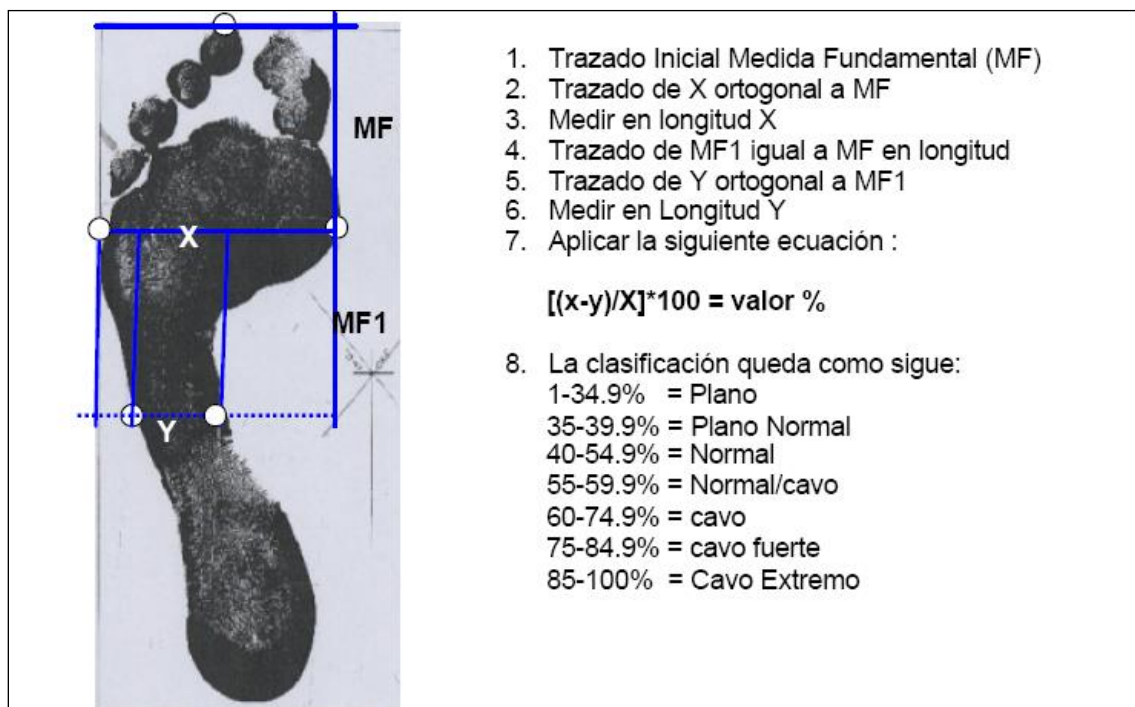 MF
X
MF1
Y
1. Trazado Inicial Medida Fundamental (MF)
2. Trazado de X ortogonal a MF
3. Medir en longitud X
4. Trazado de MF1 igual a MF en longitud
5. Trazado de Y ortogonal a MF1
6. Medir en Longitud Y
7. Aplicar la siguiente ecuación :
[(x-y)/X]*100 = valor %
8. La clasificación queda como sigue:
1-34.9% = Plano
35-39.9% = Plano Normal
40-54.9% = Normal
55-59.9% = Normal/cavo
60-74.9% = cavo
75-84.9% = cavo fuerte
85-100% = Cavo Extremo